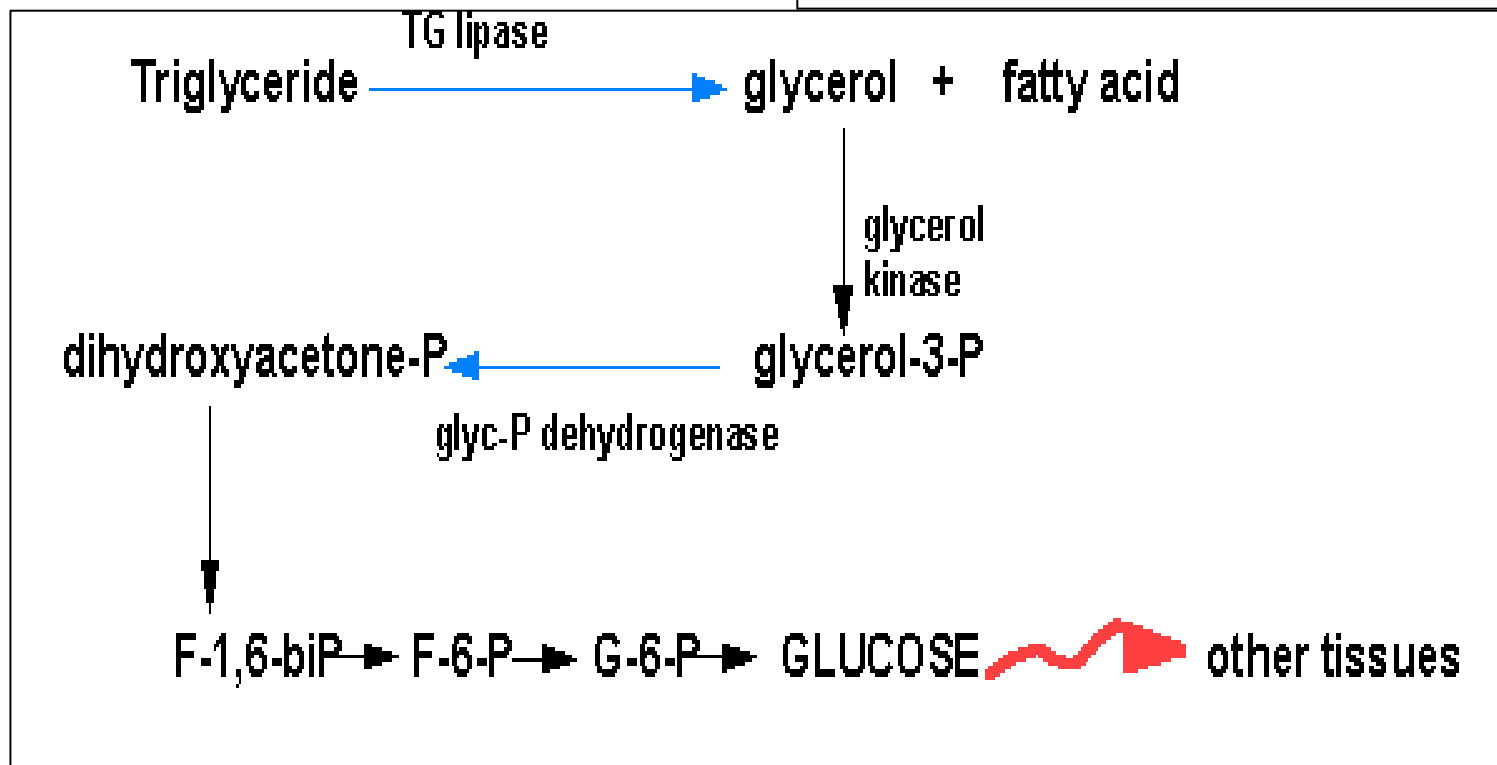 TG lipase
Triglyceride glycerol + fatty acid
glycerol
kinase
dihydroxyacetone-P glycerol-3-P
glyc-P dehydrogenase
F-1,6-biP F-6-P G-6-P GLUCOSE other tissues